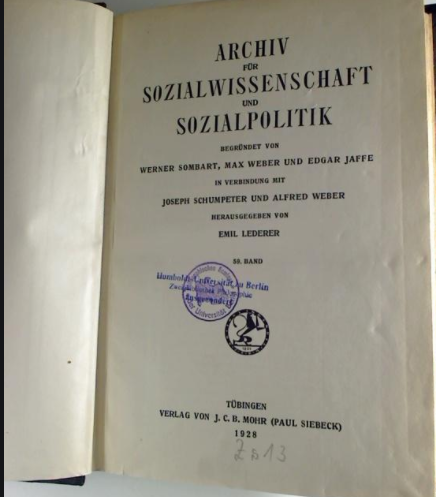 ARCHIV
FÜR
SOZIALWISSENSCHAFT
UND
SOZIALPOLITIK
BEGRÜNDET VON
WERNER SOMBART, MAX WEBER UND EDGAR JAFFE
IN VERBINDUNG MIT
JOSEPH SCHUMPETER UND ALFRED WEBER
HERAUSGEGEBEN VON
EMIL LEDERER
59. BAND
Humboldt-Universität zu Berlin
Ausgesondert
TÜBINGEN
VERLAG VON J. C. B. MOHR (PAUL SIEBECK)
1928